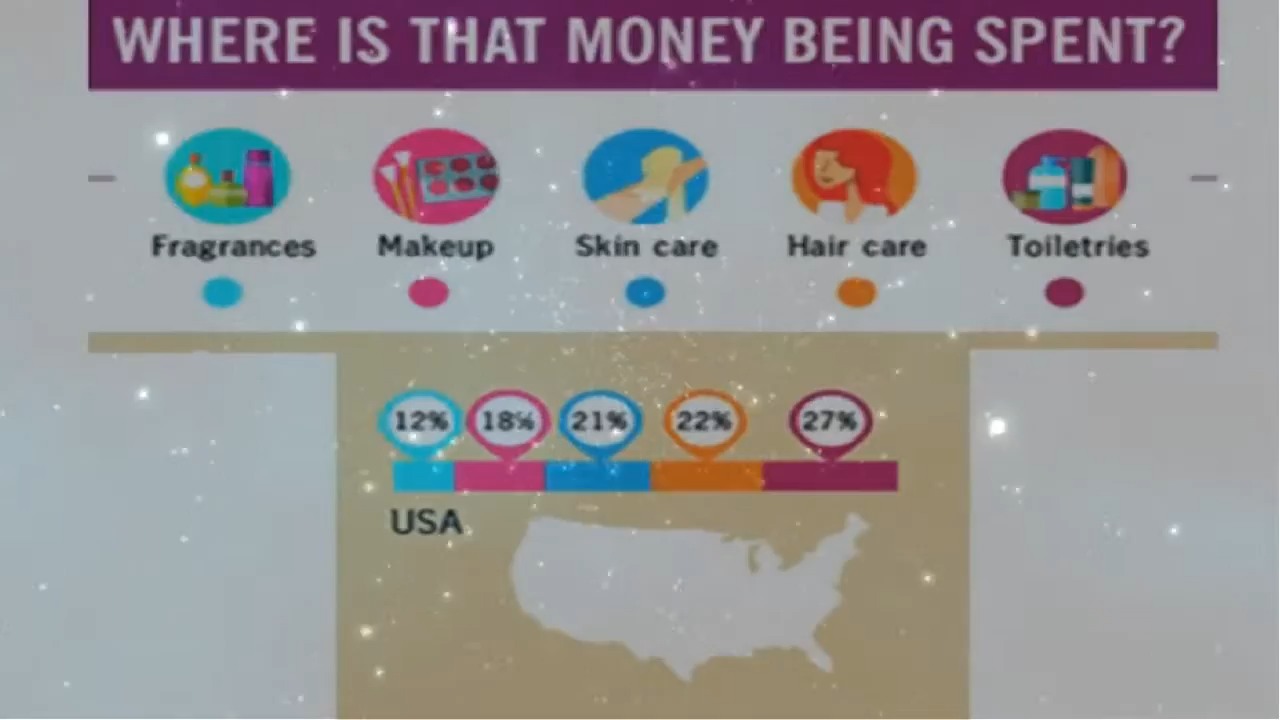 WHERE IS THAT MONEY BEING SPENT?
Fragrances Makeup Skin care Hair care Toiletries
12% 18% 21% 22% 27%
USA